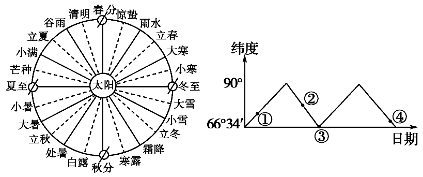 春分
清明 惊蛰
谷雨 雨水
立夏 立春
小满 大寒
芒种 小寒
夏至 太阳 冬至
小暑 大雪
大暑 小雪
立秋 立冬
处暑 霜降
白露 寒露
秋分
纬度
90°
②
66°34′ ① ④
③ 日期